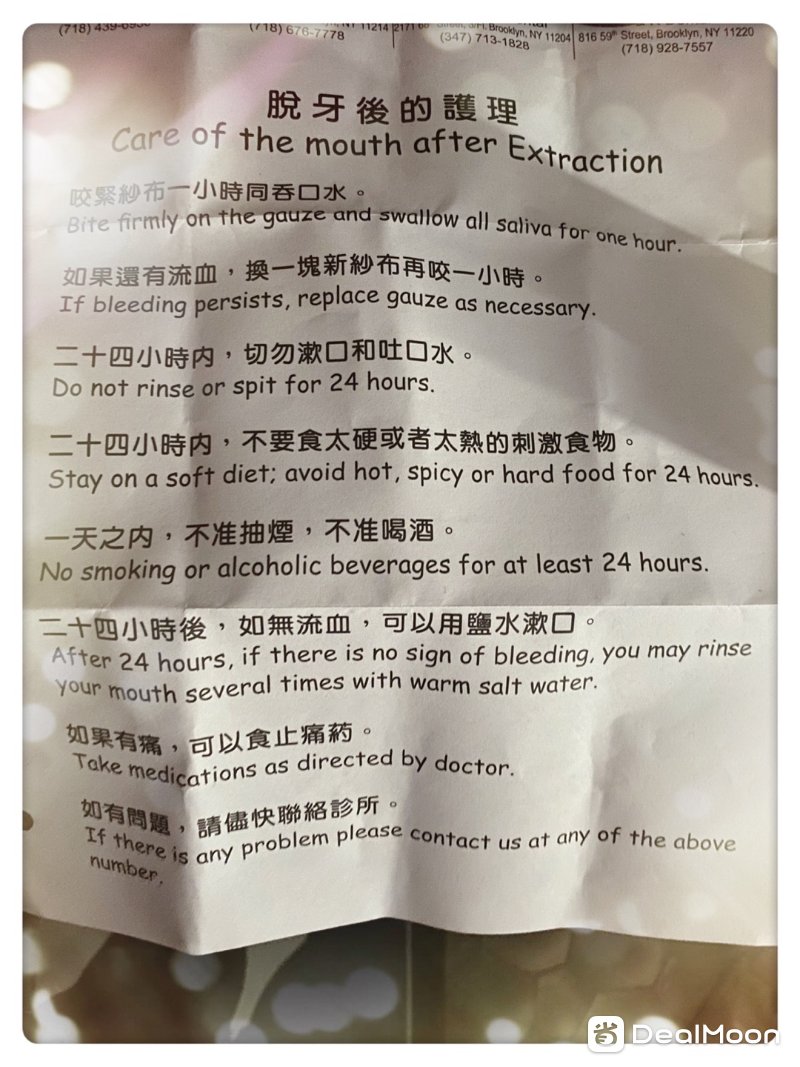 (718) 676-7778
Brooklyn, NY 11204 816 59th Street, Brooklyn, NY 11220
(347) 713-1828 (718) 928-7557
脫牙後的護理
Care of the mouth after Extraction
咬緊紗布一小時同吞口水。
Bite firmly on the gauze and swallow all saliva for one hour.
如果還有流血，換一塊新紗布再咬一小時。
If bleeding persists, replace gauze as necessary.
二十四小時内，切勿漱口和吐口水。
Do not rinse or spit for 24 hours.
二十四小時内，不要食太硬或者太熱的刺激食物。
Stay on a soft diet; avoid hot, spicy or hard food for 24 hours.
一天之内，不准抽煙，不准喝酒。
No smoking or alcoholic beverages for at least 24 hours.
二十四小時後，如無流血，可以用鹽水漱口。
After 24 hours, if there is no sign of bleeding, you may rinse
your mouth several times with warm salt water.
如果有痛，可以食止痛葯。
Take medications as directed by doctor.
如有問題，請儘快聯絡診所。
If there is any problem please contact us at any of the above
number.
省 DealMoon